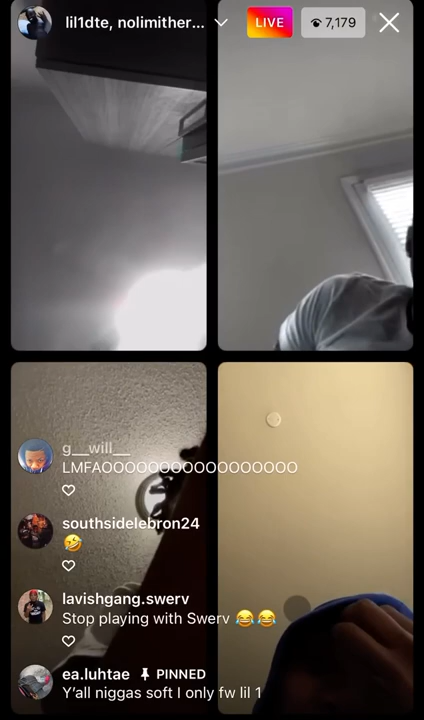 lil1dte, nolimither...
LIVE
7,179
g__will__
LMFAOOOOOOOOOOOOOOOOOO
southsidelebron24
🤣
lavishgang.swerv
Stop playing with Swerv 😂😂
ea.luhtae PINNED
Y'all niggas soft I only fw lil 1